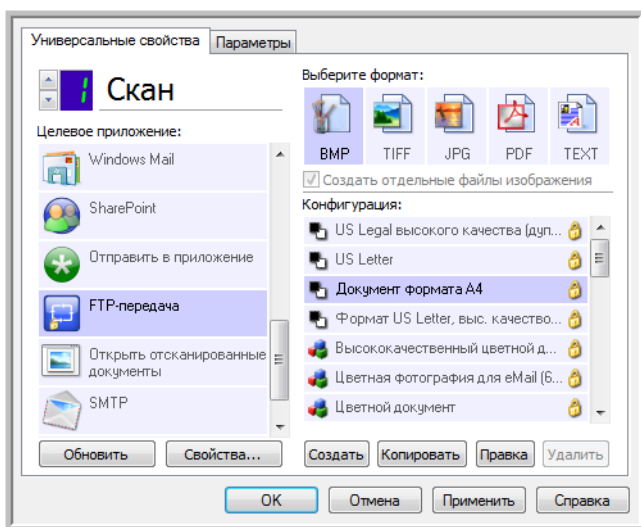 Универсальные свойства
Параметры
1 Скан
Целевое приложение:
Windows Mail
SharePoint
Отправить в приложение
FTP-передача
Открыть отсканированные
документы
SMTP
Обновить
Свойства...
Выберите формат:
BMP
TIFF
JPG
PDF
TEXT
Создать отдельные файлы изображения
Конфигурация:
US Legal высокого качества (дуп...
US Letter
Документ формата A4
Формат US Letter, выс. качество...
Высококачественный цветной д...
Цветная фотография для eMail (6...
Цветной документ
Создать
Копировать
Правка
Удалить
OK
Отмена
Применить
Справка